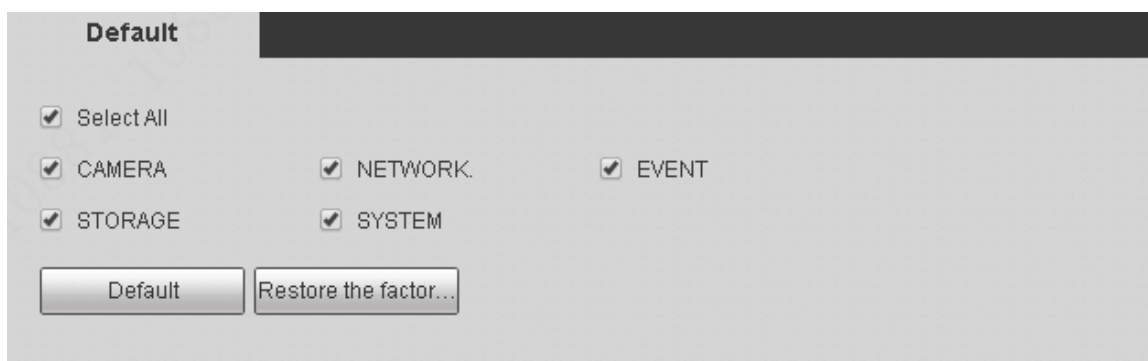 Default
Select All
CAMERA NETWORK. EVENT
STORAGE SYSTEM
Default Restore the factor...